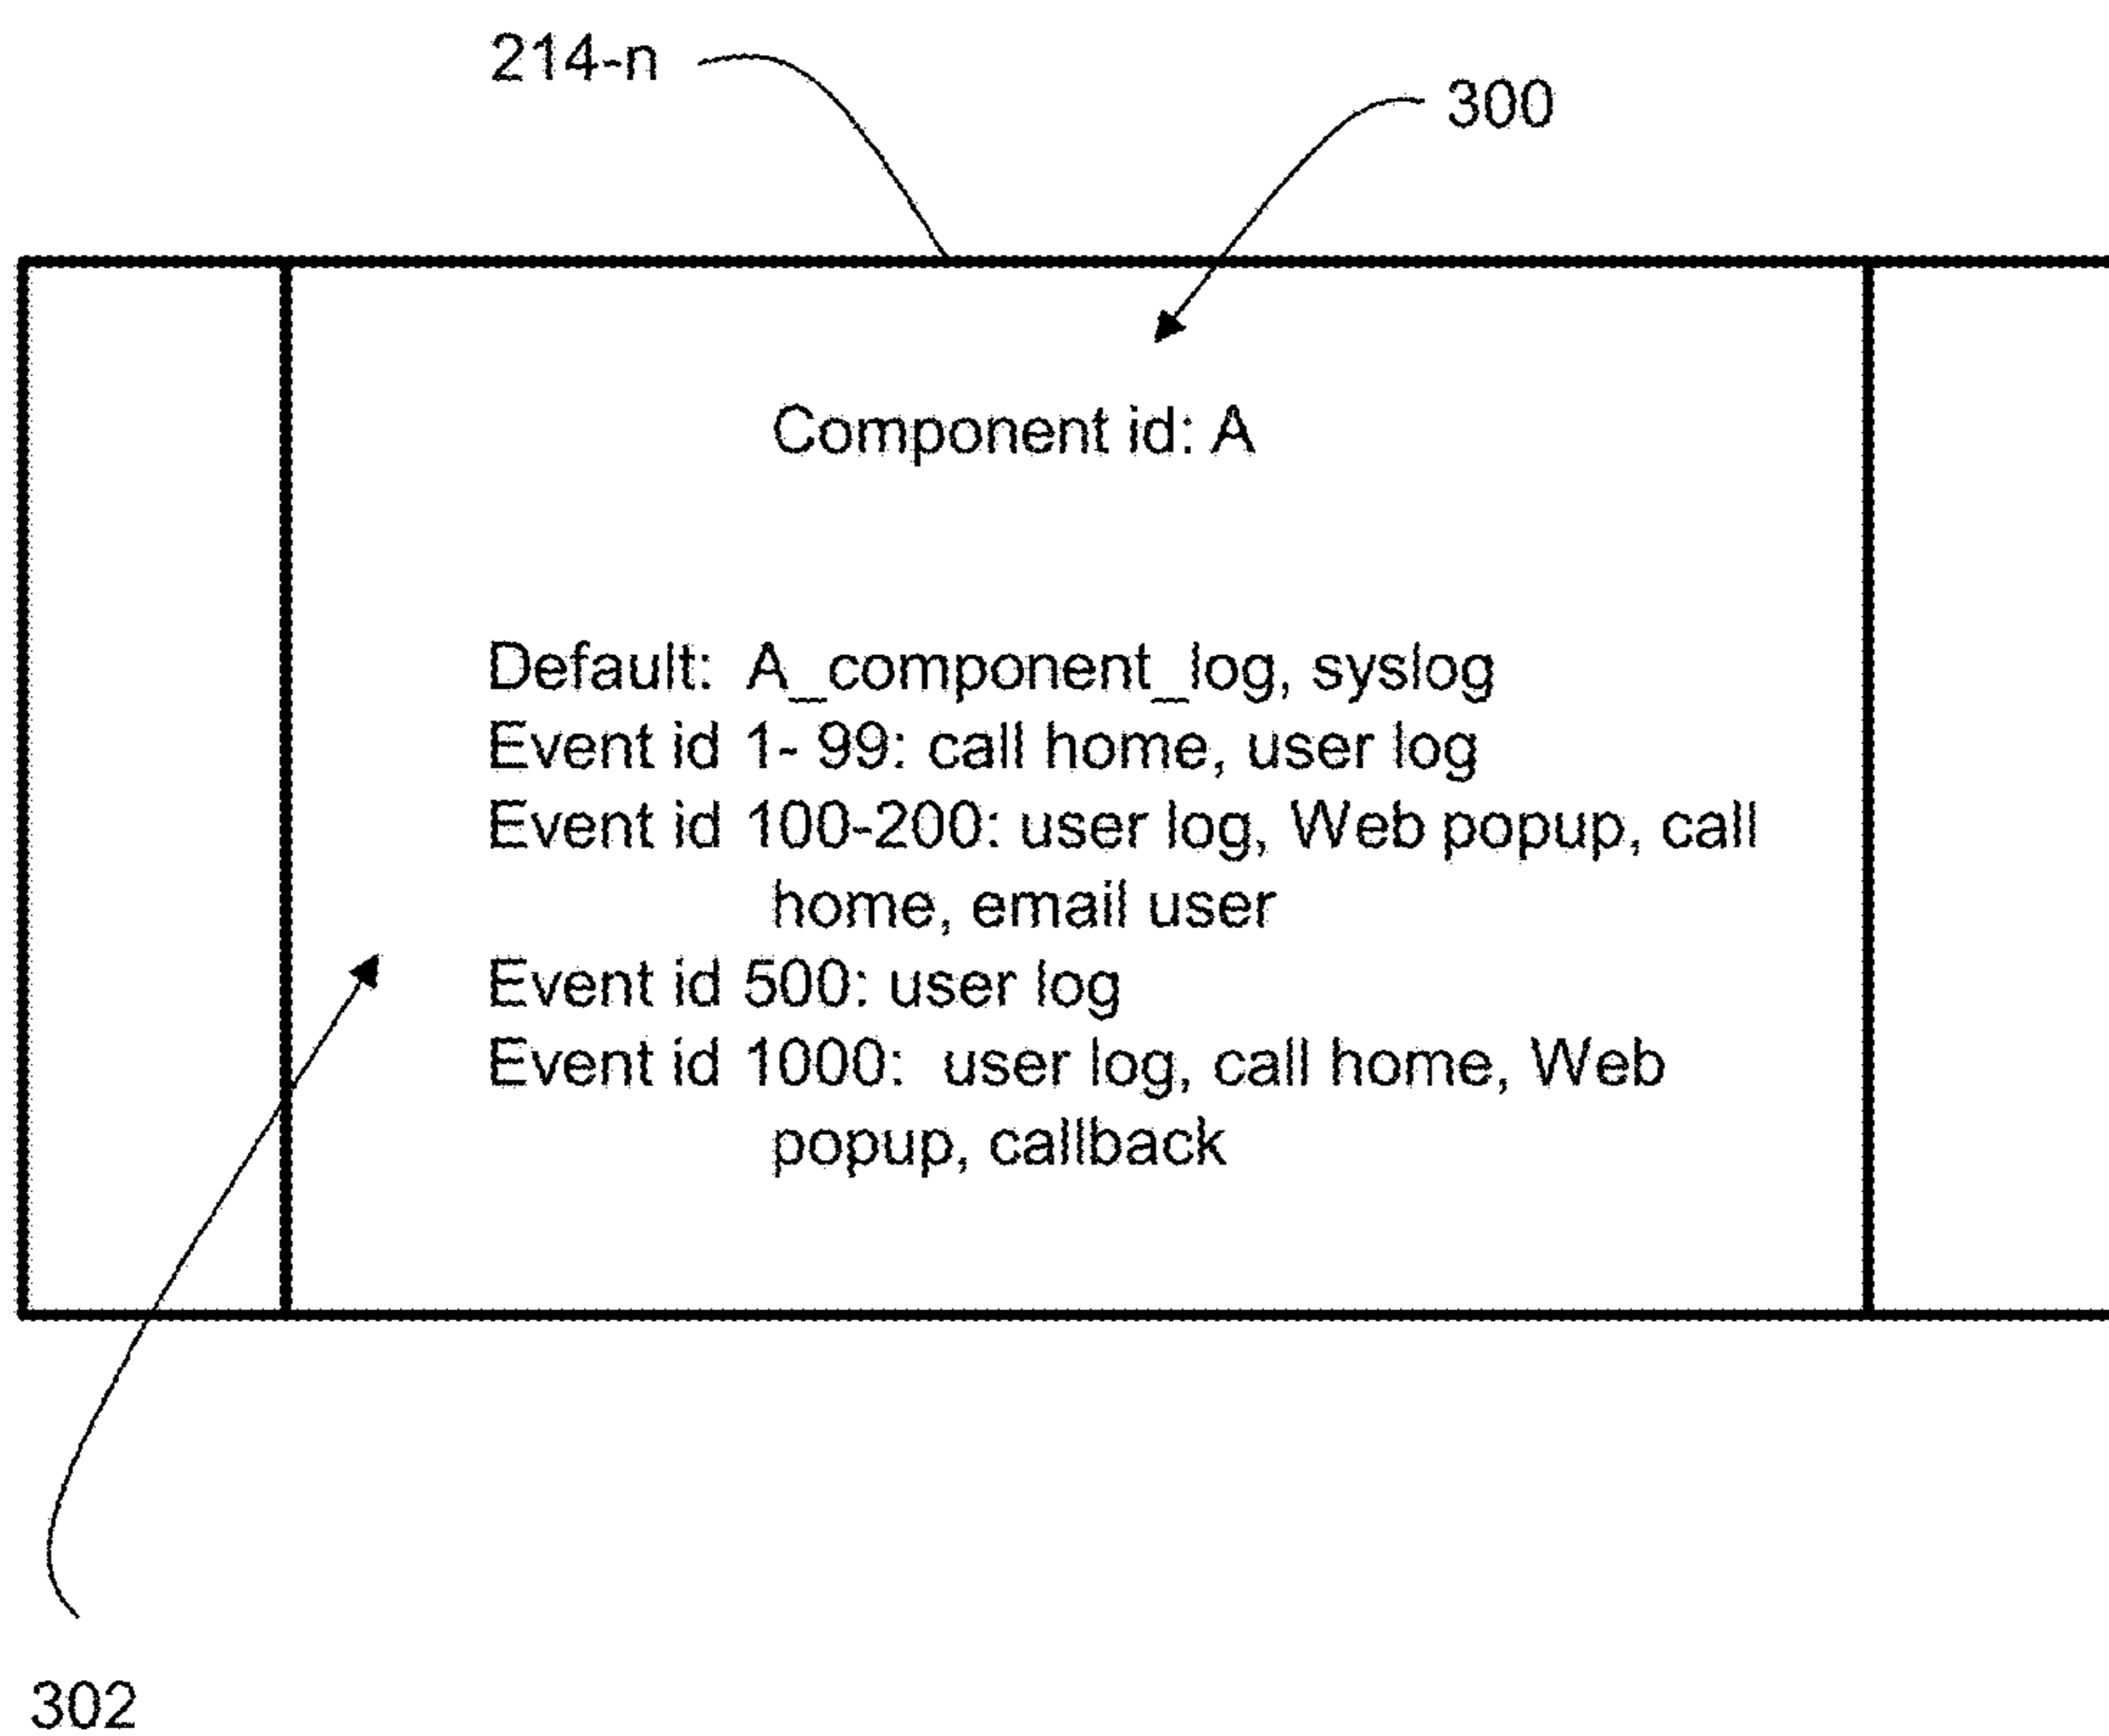 214-n
300
Component id: A
Default: A_component_log, syslog
Event id 1- 99: call home, user log
Event id 100-200: user log, Web popup, call
home, email user
Event id 500: user log
Event id 1000: user log, call home, Web
popup, callback
302